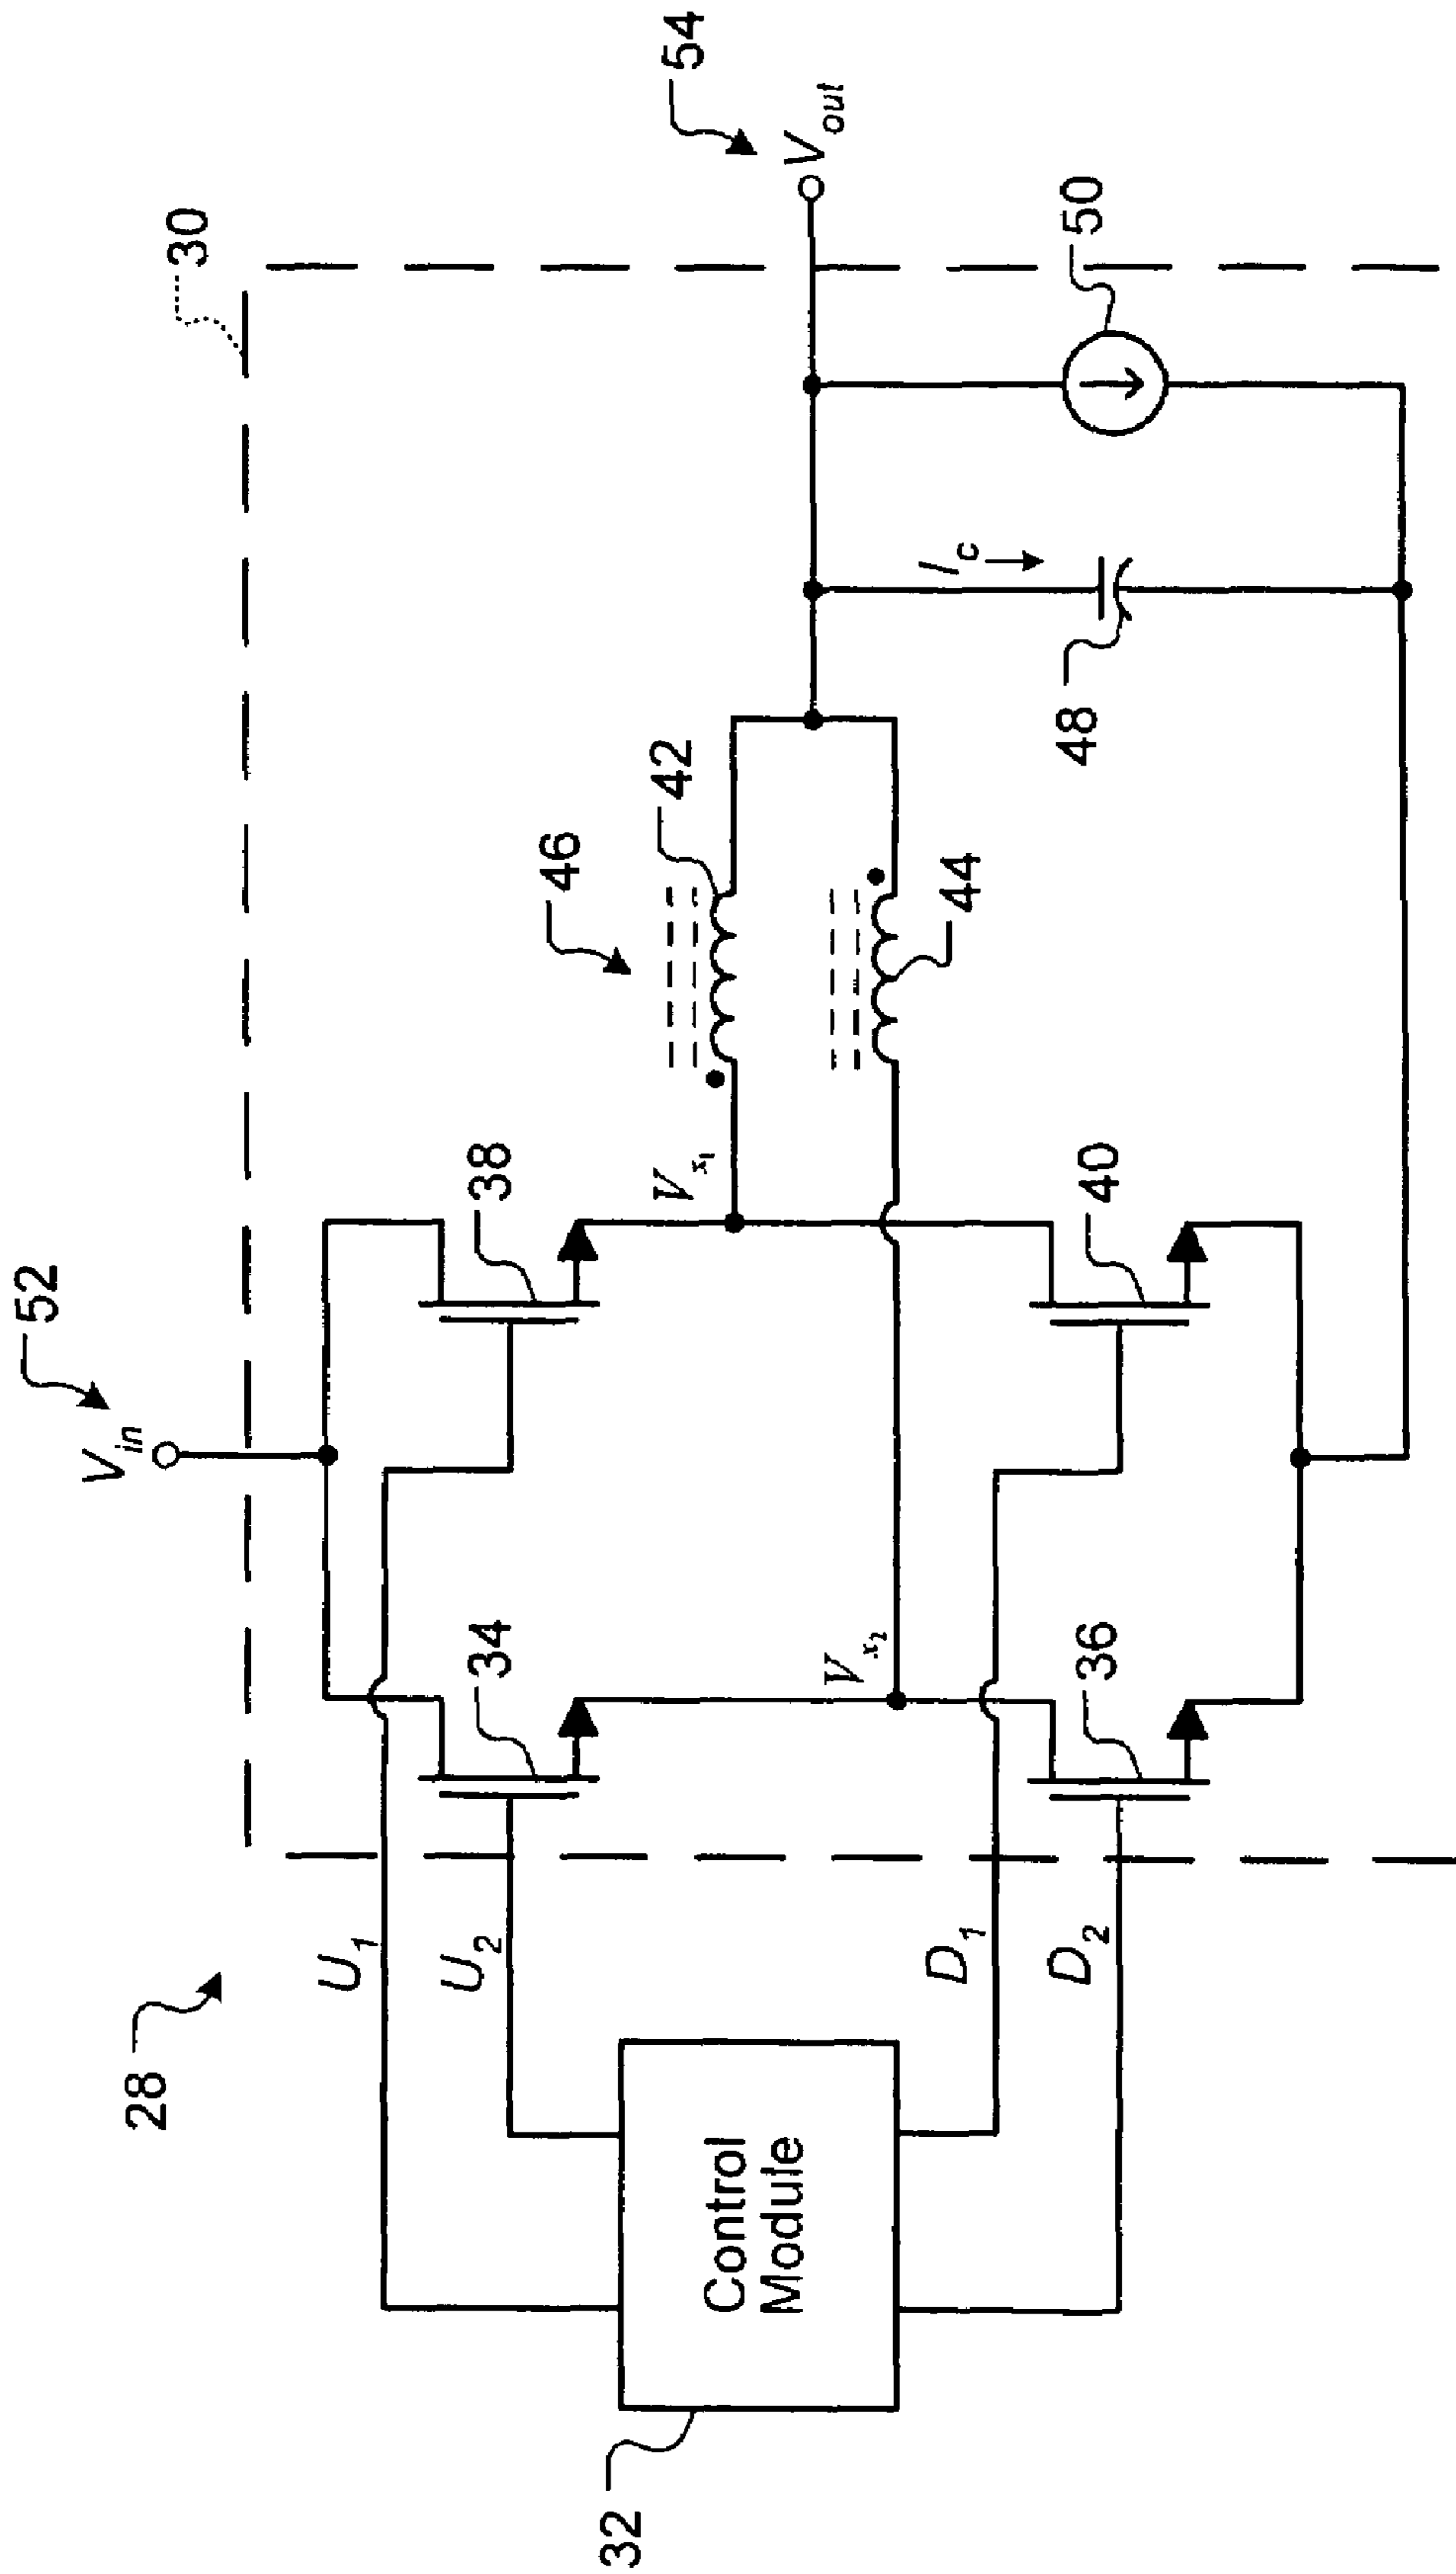 52
54
V_in
30
28
U_1
34
38
46
U_2
42
V_x1
V_out
Control
Module
32
V_x2
44
I_c
D_1
D_2
36
40
48
50